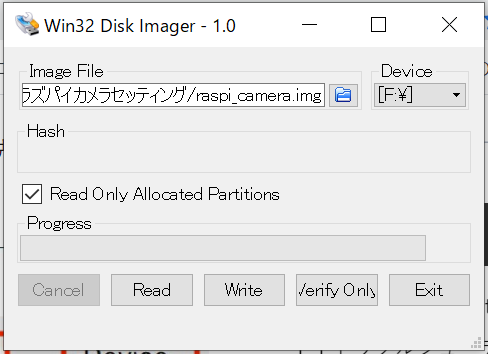 Win32 Disk Imager - 1.0
Image File
Device
ラズパイカメラセッティング/raspi_camera.img
[F:¥]
Hash
Read Only Allocated Partitions
Progress
Cancel
Read
Write
Verify Only
Exit